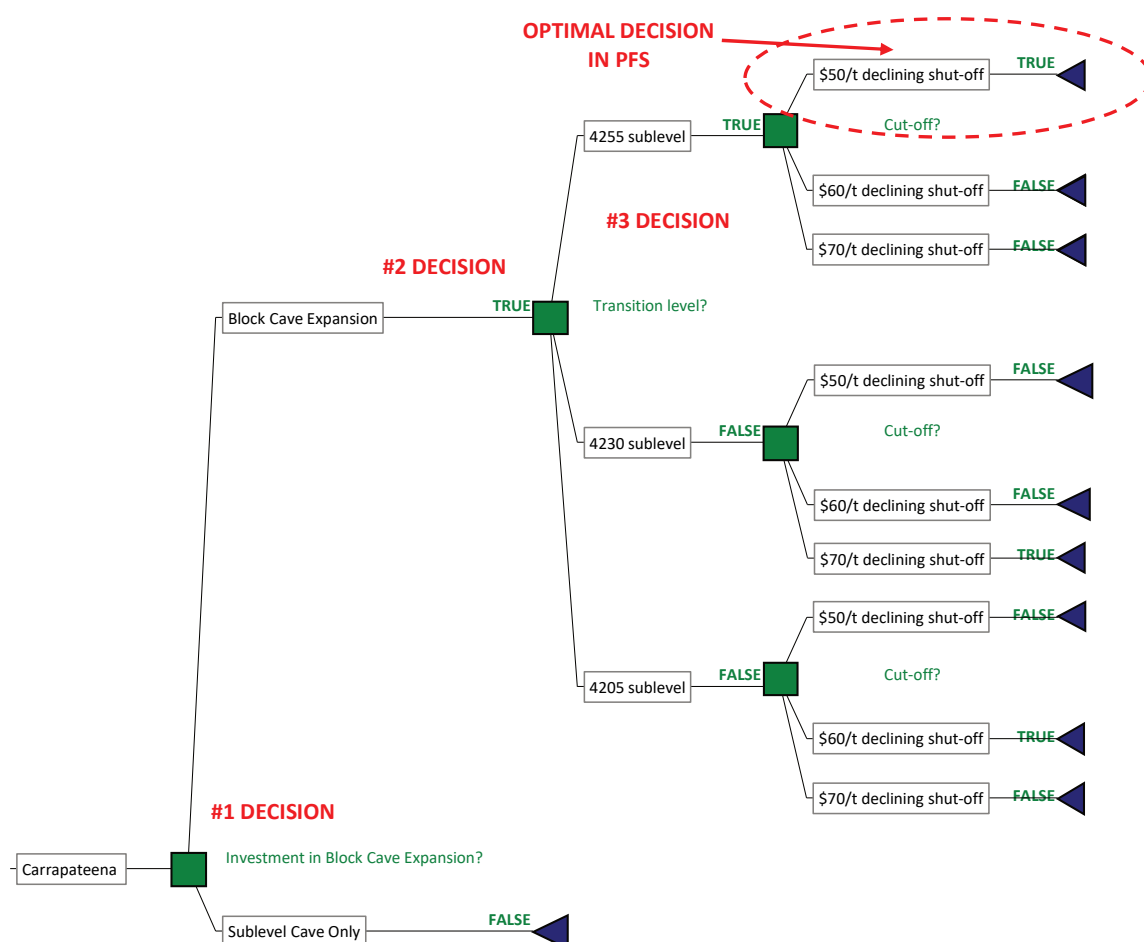 OPTIMAL DECISION
IN PFS
$50/t declining shut-off
TRUE
4255 sublevel
TRUE
Cut-off?
$60/t declining shut-off
FALSE
#3 DECISION
$70/t declining shut-off
FALSE
#2 DECISION
Block Cave Expansion
TRUE
Transition level?
$50/t declining shut-off
FALSE
4230 sublevel
FALSE
Cut-off?
$60/t declining shut-off
FALSE
$70/t declining shut-off
TRUE
$50/t declining shut-off
FALSE
4205 sublevel
FALSE
Cut-off?
$60/t declining shut-off
TRUE
$70/t declining shut-off
FALSE
#1 DECISION
Carrapateena
Investment in Block Cave Expansion?
Sublevel Cave Only
FALSE